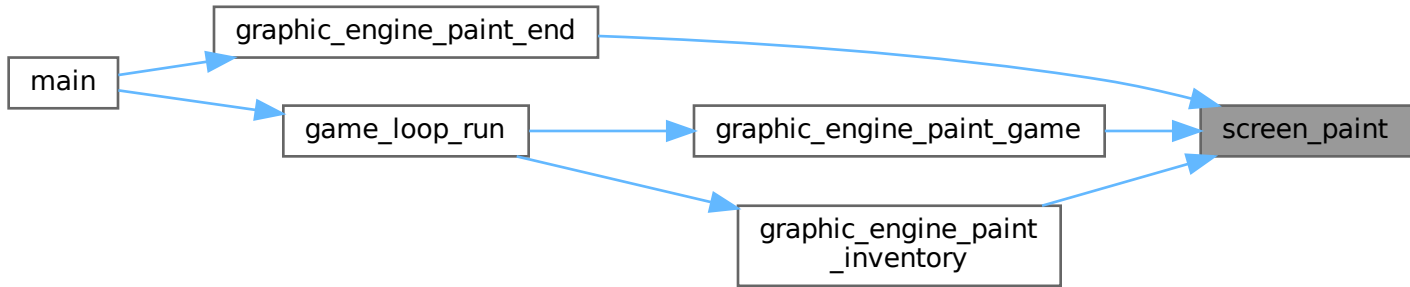 graphic_engine_paint_end
main
game_loop_run
graphic_engine_paint_game
screen_paint
graphic_engine_paint
_inventory